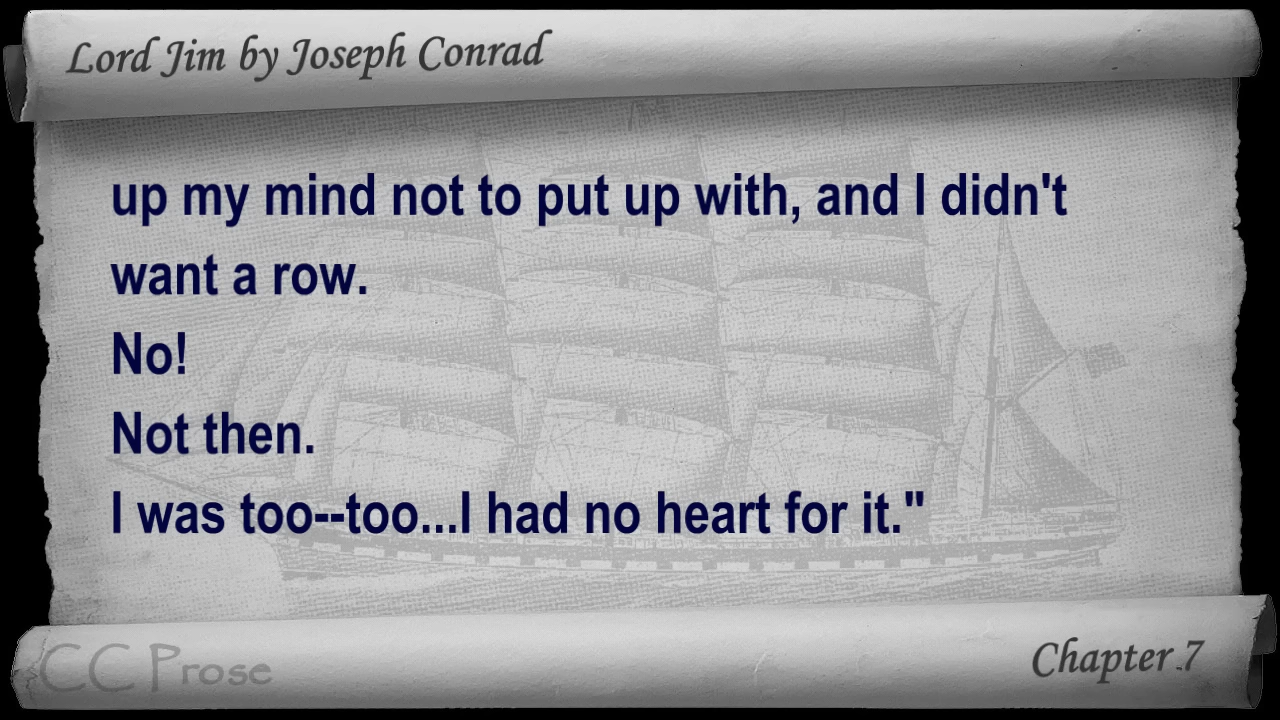 Lord Jim by Joseph Conrad
up my mind not to put up with, and I didn't
want a row.
No!
Not then.
I was too--too...I had no heart for it."
CC Prose
Chapter 7